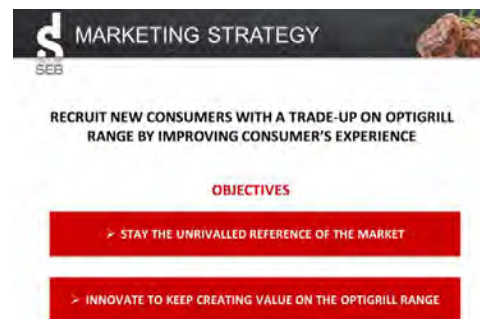 MARKETING STRATEGY
SEB
RECRUIT NEW CONSUMERS WITH A TRADE-UP ON OPTIGRILL
RANGE BY IMPROVING CONSUMER'S EXPERIENCE
OBJECTIVES
➢ STAY THE UNRIVALLED REFERENCE OF THE MARKET
➢ INNOVATE TO KEEP CREATING VALUE ON THE OPTIGRILL RANGE